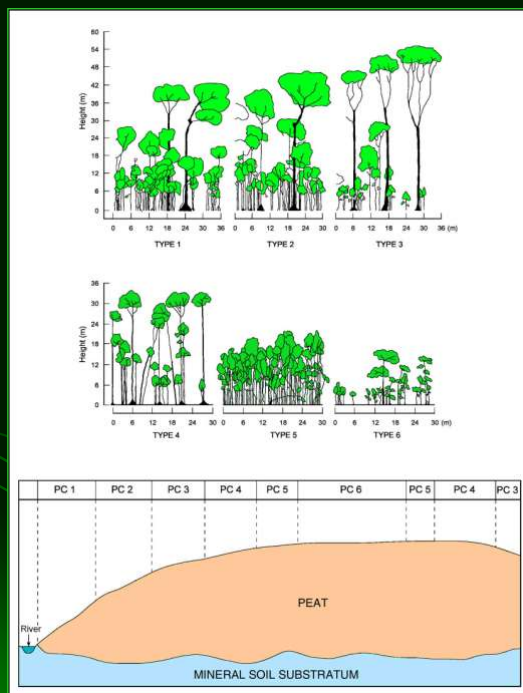 60
54
48
42
36
30
24
18
12
6
0
Height (m)
0 6 12 18 24 30 36 0 6 12 18 24 30 0 6 12 18 24 30 36 (m)
TYPE 1 TYPE 2 TYPE 3
36
30
24
18
12
6
0
Height (m)
0 6 12 18 24 30 0 6 12 18 24 30 0 6 12 18 24 30 (m)
TYPE 4 TYPE 5 TYPE 6
PC 1 PC 2 PC 3 PC 4 PC 5 PC 6 PC 5 PC 4 PC 3
PEAT
River
MINERAL SOIL SUBSTRATUM